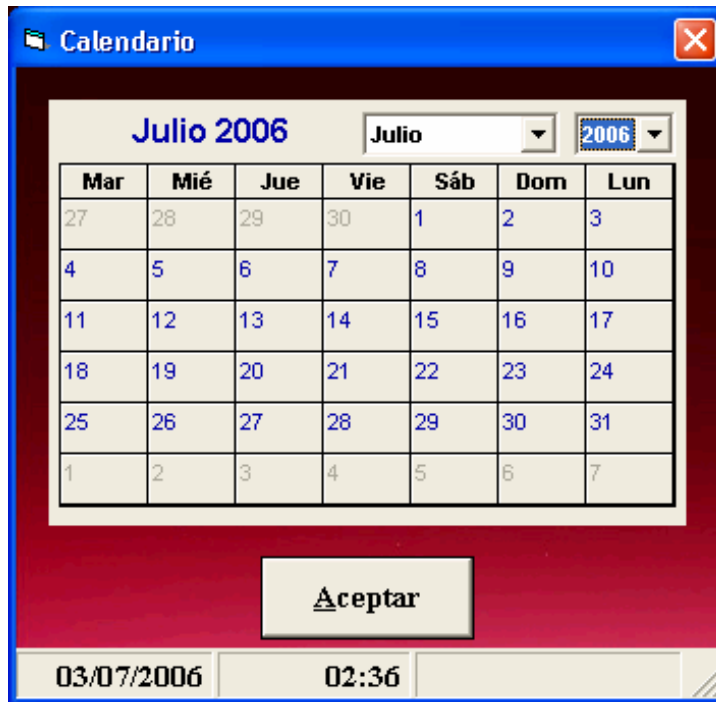 Calendario
Julio 2006 Julio 2006
Mar Mié Jue Vie Sáb Dom Lun
27 28 29 30 1 2 3
4 5 6 7 8 9 10
11 12 13 14 15 16 17
18 19 20 21 22 23 24
25 26 27 28 29 30 31
1 2 3 4 5 6 7
Aceptar
03/07/2006 02:36